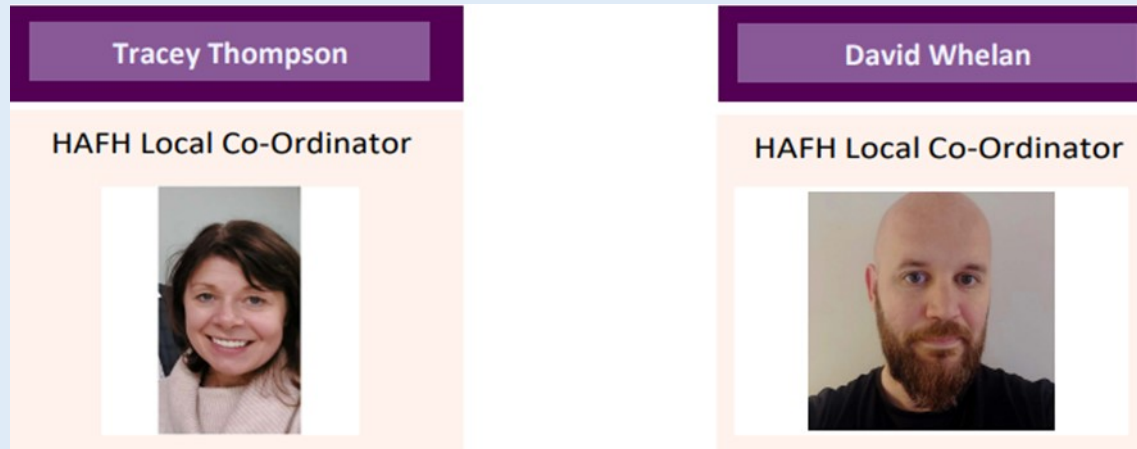 Tracey Thompson
HAFH Local Co-Ordinator
David Whelan
HAFH Local Co-Ordinator